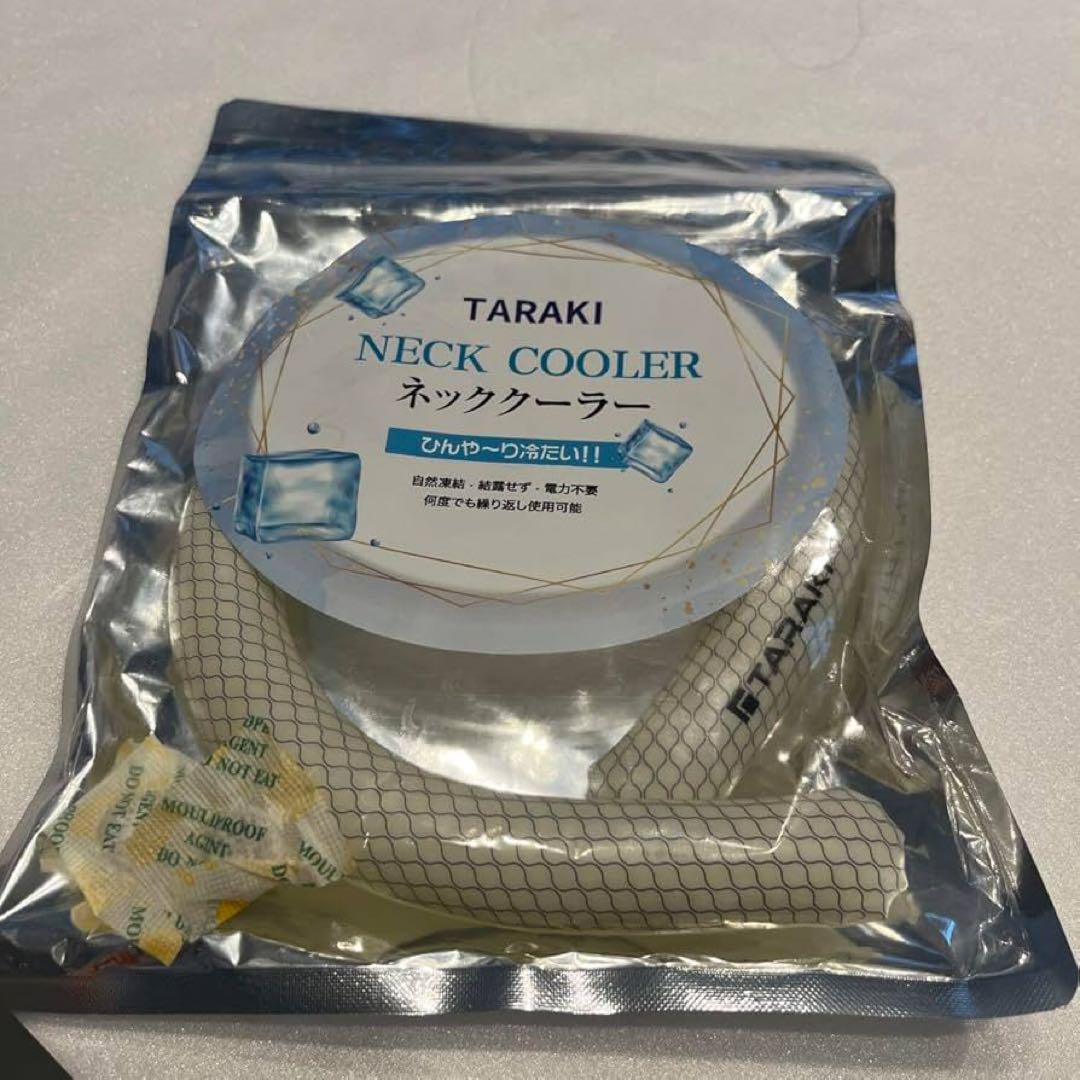 TARAKI
NECK COOLER
ネッククーラー
ひんや～り冷たい!!
自然凍結 - 結露せず - 電力不要
何度でも繰り返し使用可能
TARAKI
AGENT
NOT EAT
DO NOT EAT
MOULDPROOF
AGENT